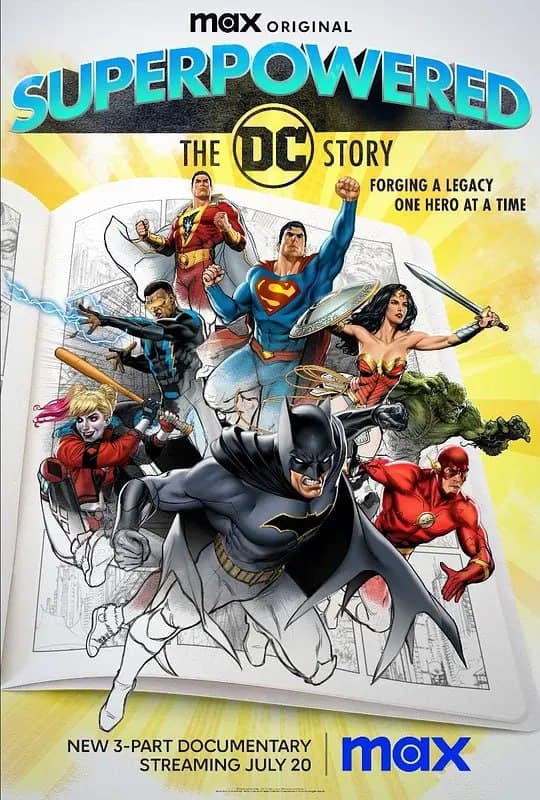 max ORIGINAL
SUPERPOWERED
THE DC STORY
FORGING A LEGACY
ONE HERO AT A TIME
NEW 3-PART DOCUMENTARY
STREAMING JULY 20
max